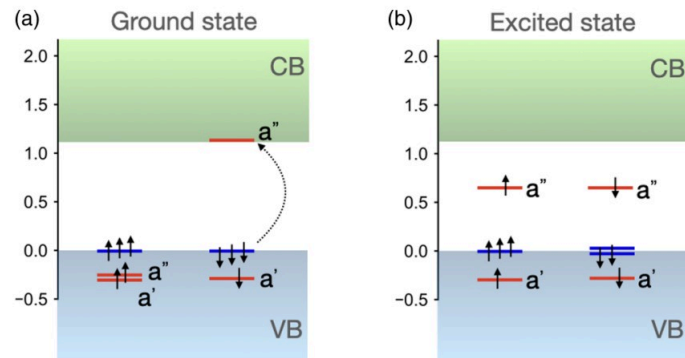 (a) Ground state
2.0
1.5
1.0
0.5
0.0
−0.5
CB
a"
a"
a'
a'
VB
(b) Excited state
2.0
1.5
1.0
0.5
0.0
−0.5
CB
a"
a"
a'
a'
VB